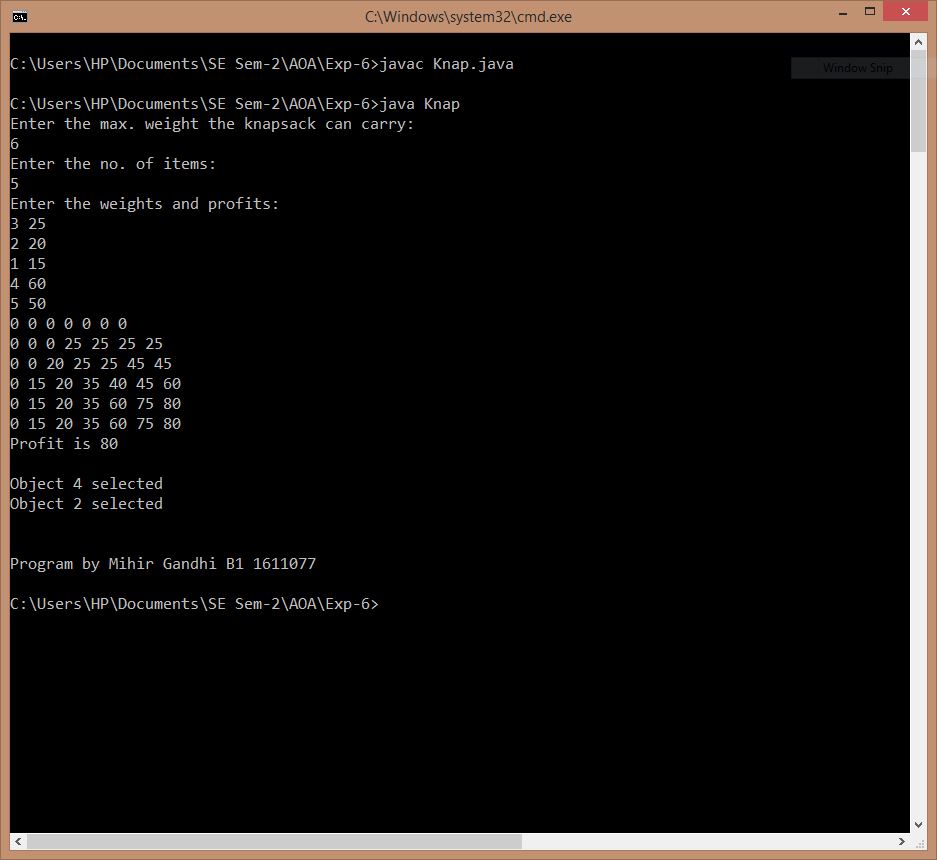 C:\Windows\system32\cmd.exe
Window Snip
C:\Users\HP\Documents\SE Sem-2\AOA\Exp-6>javac Knap.java
C:\Users\HP\Documents\SE Sem-2\AOA\Exp-6>java Knap
Enter the max. weight the knapsack can carry:
6
Enter the no. of items:
5
Enter the weights and profits:
3 25
2 20
1 15
4 60
5 50
0 0 0 0 0 0 0
0 0 0 25 25 25 25
0 0 20 25 25 45 45
0 15 20 35 40 45 60
0 15 20 35 60 75 80
0 15 20 35 60 75 80
Profit is 80
Object 4 selected
Object 2 selected
Program by Mihir Gandhi B1 1611077
C:\Users\HP\Documents\SE Sem-2\AOA\Exp-6>